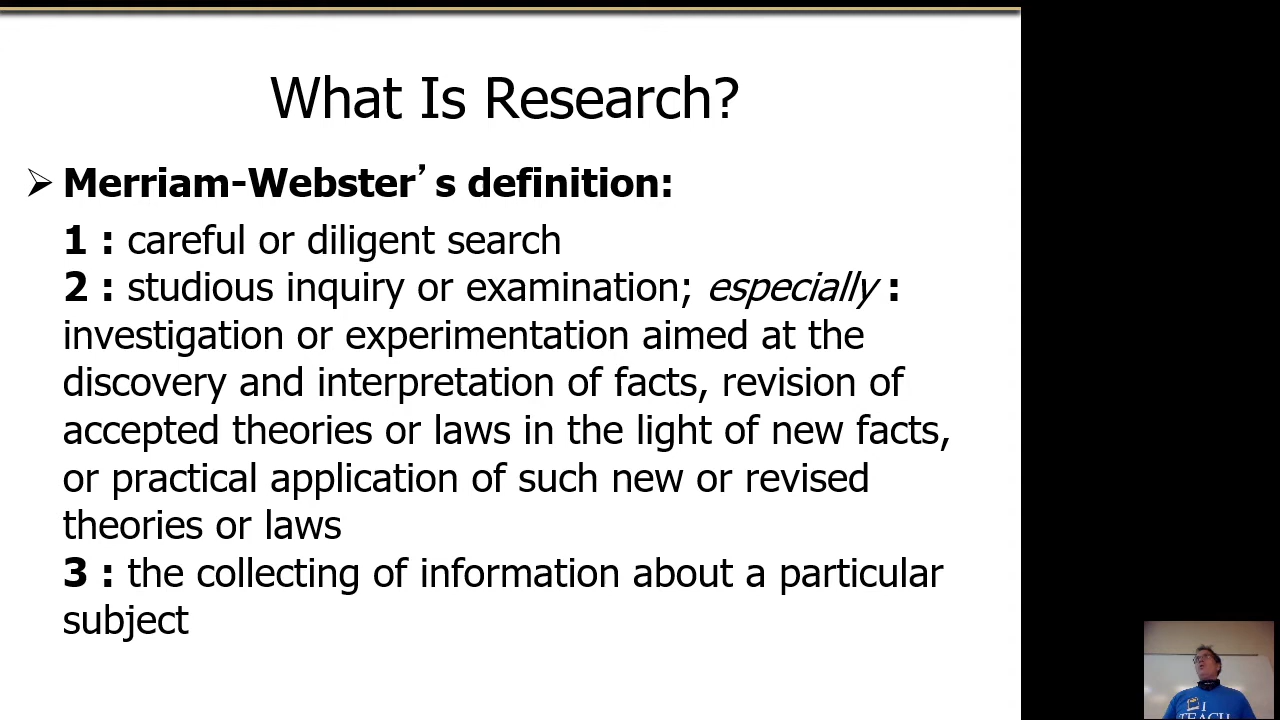 What Is Research?
➢ Merriam-Webster’s definition:
1 : careful or diligent search
2 : studious inquiry or examination; especially :
investigation or experimentation aimed at the
discovery and interpretation of facts, revision of
accepted theories or laws in the light of new facts,
or practical application of such new or revised
theories or laws
3 : the collecting of information about a particular
subject
I
TEACH